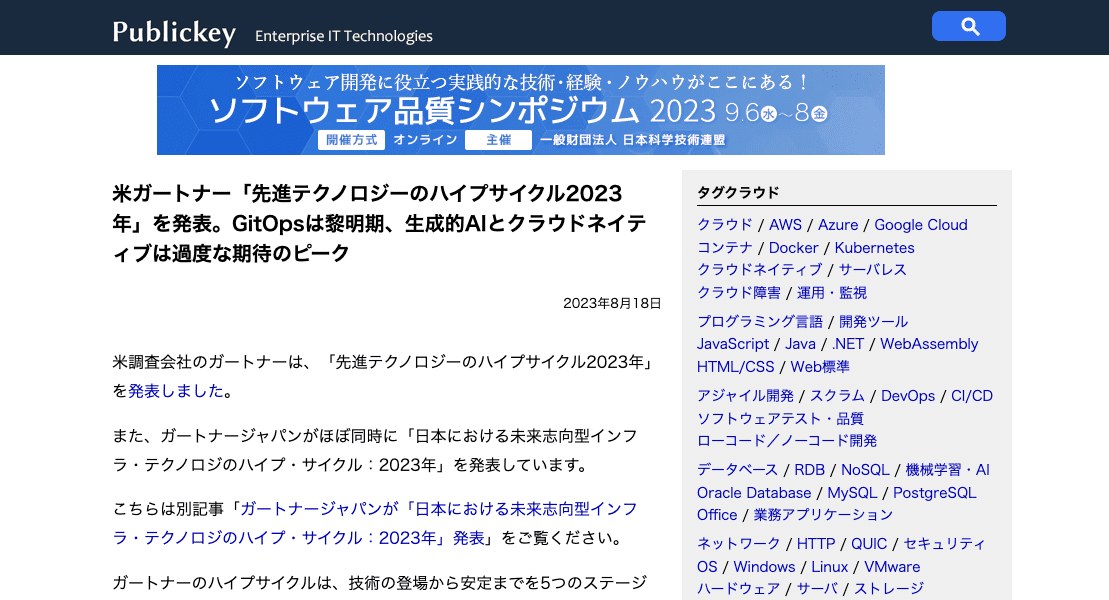 Publickey Enterprise IT Technologies
ソフトウェア開発に役立つ実践的な技術・経験・ノウハウがここにある!
ソフトウェア品質シンポジウム 2023 9.6水~8金
開催方式 オンライン 主催 一般財団法人 日本科学技術連盟
米ガートナー「先進テクノロジーのハイプサイクル2023
年」を発表。GitOpsは黎明期、生成的AIとクラウドネイテ
ィブは過度な期待のピーク
2023年8月18日
米調査会社のガートナーは、「先進テクノロジーのハイプサイクル2023年」
を発表しました。
また、ガートナージャパンがほぼ同時に「日本における未来志向型インフ
ラ・テクノロジのハイプ・サイクル:2023年」を発表しています。
こちらは別記事「ガートナージャパンが「日本における未来志向型インフ
ラ・テクノロジのハイプ・サイクル:2023年」発表」をご覧ください。
ガートナーのハイプサイクルは、技術の登場から安定までを5つのステージ
タグクラウド
クラウド / AWS / Azure / Google Cloud
コンテナ / Docker / Kubernetes
クラウドネイティブ / サーバレス
クラウド障害 / 運用・監視
プログラミング言語 / 開発ツール
JavaScript / Java / .NET / WebAssembly
HTML/CSS / Web標準
アジャイル開発 / スクラム / DevOps / CI/CD
ソフトウェアテスト・品質
ローコード/ノーコード開発
データベース / RDB / NoSQL / 機械学習・AI
Oracle Database / MySQL / PostgreSQL
Office / 業務アプリケーション
ネットワーク / HTTP / QUIC / セキュリティ
OS / Windows / Linux / VMware
ハードウェア / サーバ / ストレージ